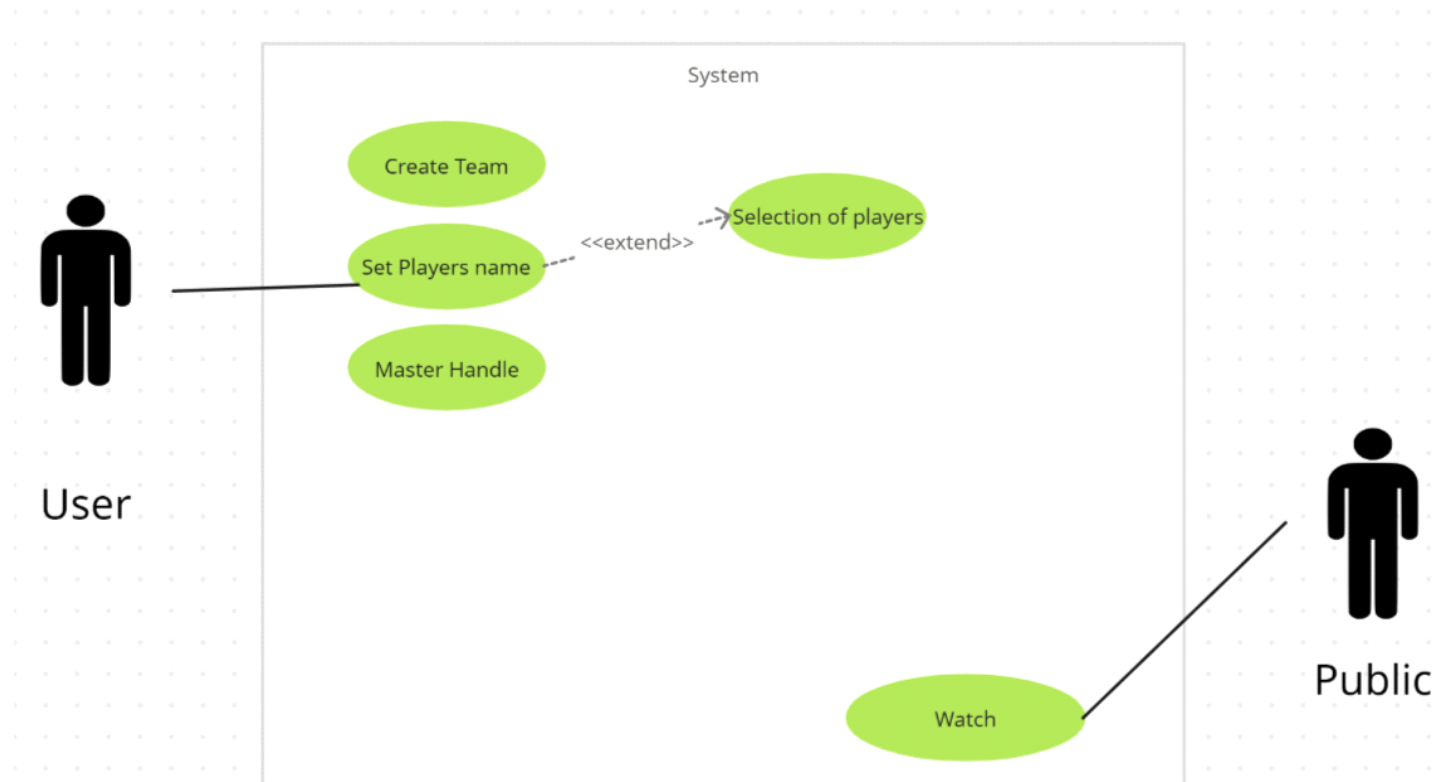 System
Create Team
Selection of players
<<extend>>
Set Players name
Master Handle
User
Public
Watch